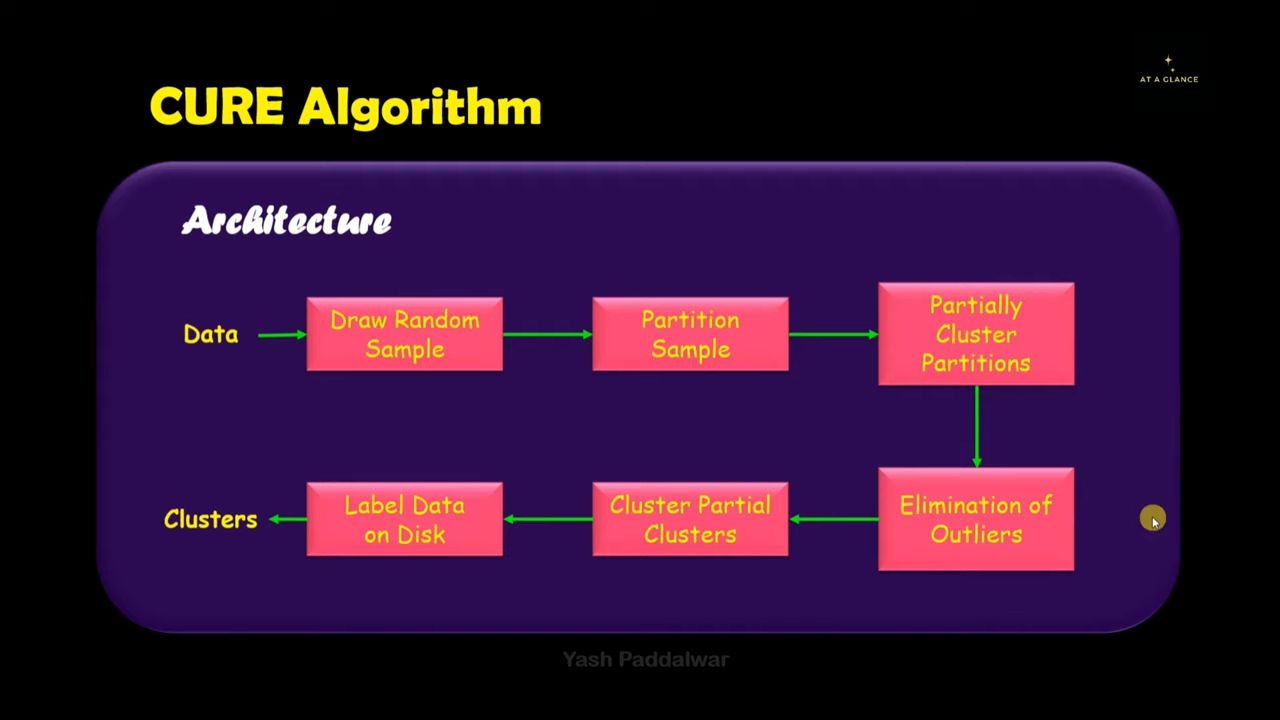 AT A GLANCE
CURE Algorithm
Architecture
Data
Draw Random
Sample
Partition
Sample
Partially
Cluster
Partitions
Clusters
Label Data
on Disk
Cluster Partial
Clusters
Elimination of
Outliers
Yash Paddalwar